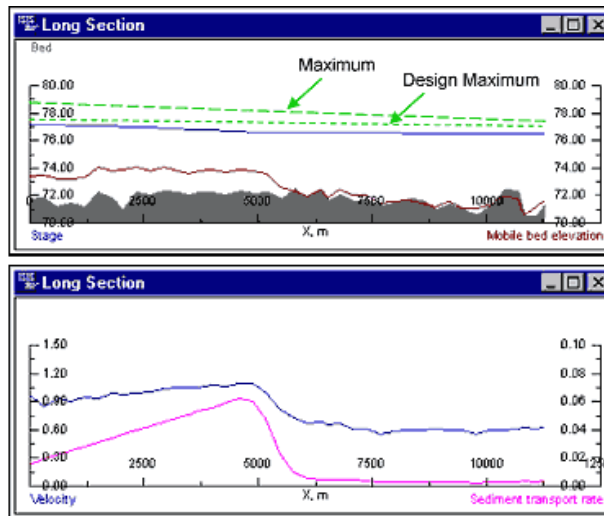 Long Section
Bed
Maximum
Design Maximum
80.00 80.00
78.00 78.00
76.00 76.00
74.00 74.00
72.00 72.00
70.00 0 2500 5000 7500 10000 70.00
Stage X, m Mobile bed elevation
Long Section
1.50 0.10
1.20 0.08
0.90 0.06
0.60 0.04
0.30 0.02
0.00 2500 5000 7500 10000 0.00 125
Velocity X, m Sediment transport rate